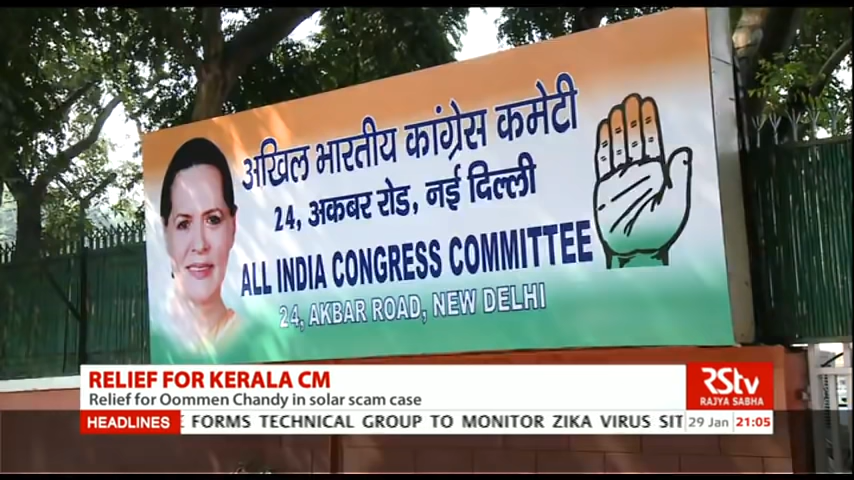 अखिल भारतीय कांग्रेस कमेटी
24, अकबर रोड, नई दिल्ली
ALL INDIA CONGRESS COMMITTEE
24, AKBAR ROAD, NEW DELHI
RELIEF FOR KERALA CM
Relief for Oommen Chandy in solar scam case
RSTV
RAJYA SABHA
HEADLINES
E FORMS TECHNICAL GROUP TO MONITOR ZIKA VIRUS SIT
29 Jan 21:05